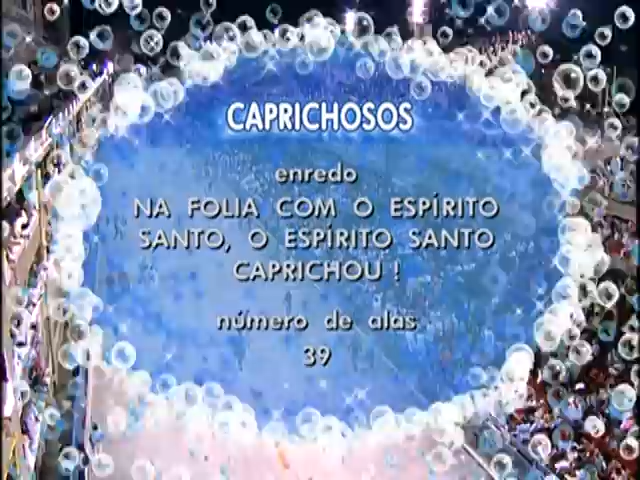 CAPRICHOSOS
enredo
NA FOLIA COM O ESPÍRITO
SANTO, O ESPÍRITO SANTO
CAPRICHOU !
número de alas
39